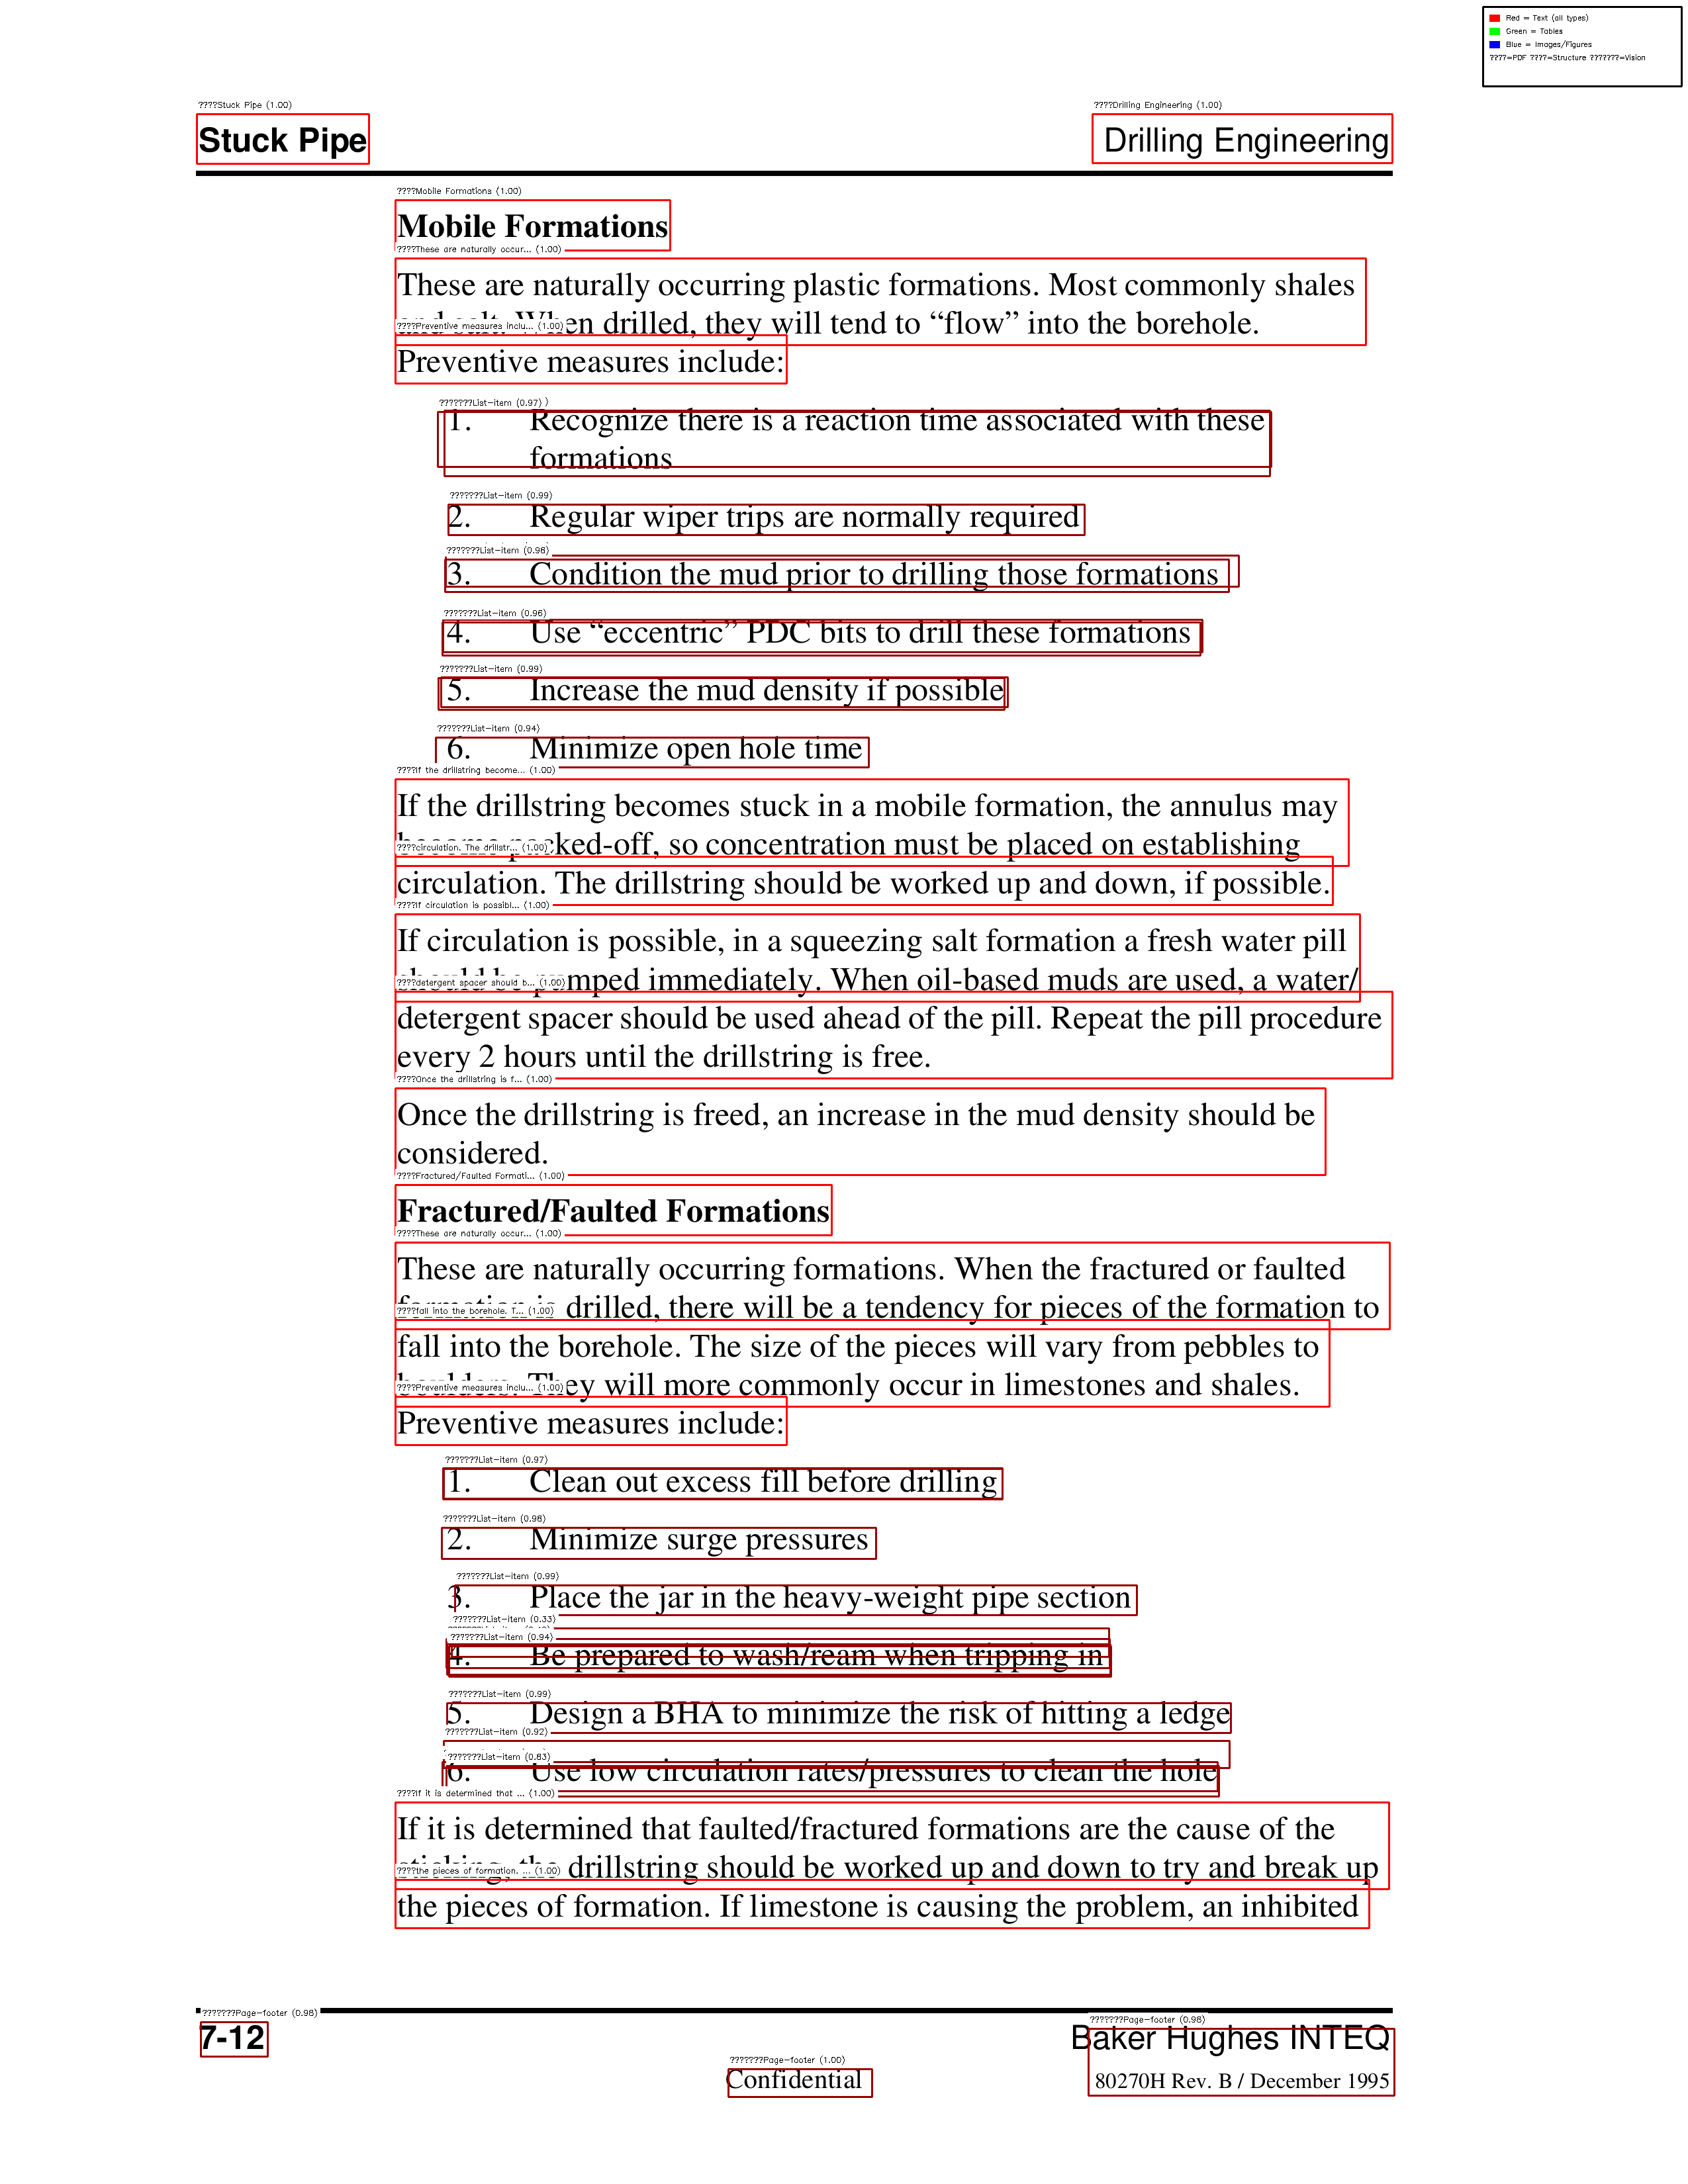 Red = Text (all types)
Green = Tables
Blue = Images/Figures
????=PDF ????=Structure ???????=Vision
????Stuck Pipe (1.00)
????Drilling Engineering (1.00)
Stuck Pipe
Drilling Engineering
????Mobile Formations (1.00)
Mobile Formations
????These are naturally occur... (1.00)
These are naturally occurring plastic formations. Most commonly shales
and salt. When drilled, they will tend to “flow” into the borehole.
????Preventive measures inclu... (1.00)
Preventive measures include:
???????List-item (0.97)
1. Recognize there is a reaction time associated with these
formations
???????List-item (0.99)
2. Regular wiper trips are normally required
???????List-item (0.98)
3. Condition the mud prior to drilling those formations
???????List-item (0.96)
4. Use “eccentric” PDC bits to drill these formations
???????List-item (0.99)
5. Increase the mud density if possible
???????List-item (0.94)
6. Minimize open hole time
????If the drillstring become... (1.00)
If the drillstring becomes stuck in a mobile formation, the annulus may
become packed-off, so concentration must be placed on establishing
????circulation. The drillstr... (1.00)
circulation. The drillstring should be worked up and down, if possible.
????If circulation is possibl... (1.00)
If circulation is possible, in a squeezing salt formation a fresh water pill
should be pumped immediately. When oil-based muds are used, a water/
????detergent spacer should b... (1.00)
detergent spacer should be used ahead of the pill. Repeat the pill procedure
every 2 hours until the drillstring is free.
????Once the drillstring is f... (1.00)
Once the drillstring is freed, an increase in the mud density should be
considered.
????Fractured/Faulted Formati... (1.00)
Fractured/Faulted Formations
????These are naturally occur... (1.00)
These are naturally occurring formations. When the fractured or faulted
formation is drilled, there will be a tendency for pieces of the formation to
????fall into the borehole. T... (1.00)
fall into the borehole. The size of the pieces will vary from pebbles to
boulders. They will more commonly occur in limestones and shales.
????Preventive measures inclu... (1.00)
Preventive measures include:
???????List-item (0.97)
1. Clean out excess fill before drilling
???????List-item (0.98)
2. Minimize surge pressures
???????List-item (0.99)
3. Place the jar in the heavy-weight pipe section
???????List-item (0.33)
???????List-item (0.94)
4. Be prepared to wash/ream when tripping in
???????List-item (0.99)
5. Design a BHA to minimize the risk of hitting a ledge
???????List-item (0.92)
???????List-item (0.83)
6. Use low circulation rates/pressures to clean the hole
????If it is determined that ... (1.00)
If it is determined that faulted/fractured formations are the cause of the
sticking, the drillstring should be worked up and down to try and break up
????the pieces of formation. ... (1.00)
the pieces of formation. If limestone is causing the problem, an inhibited
???????Page-footer (0.98)
???????Page-footer (0.98)
7-12
Baker Hughes INTEQ
???????Page-footer (1.00)
Confidential
80270H Rev. B / December 1995